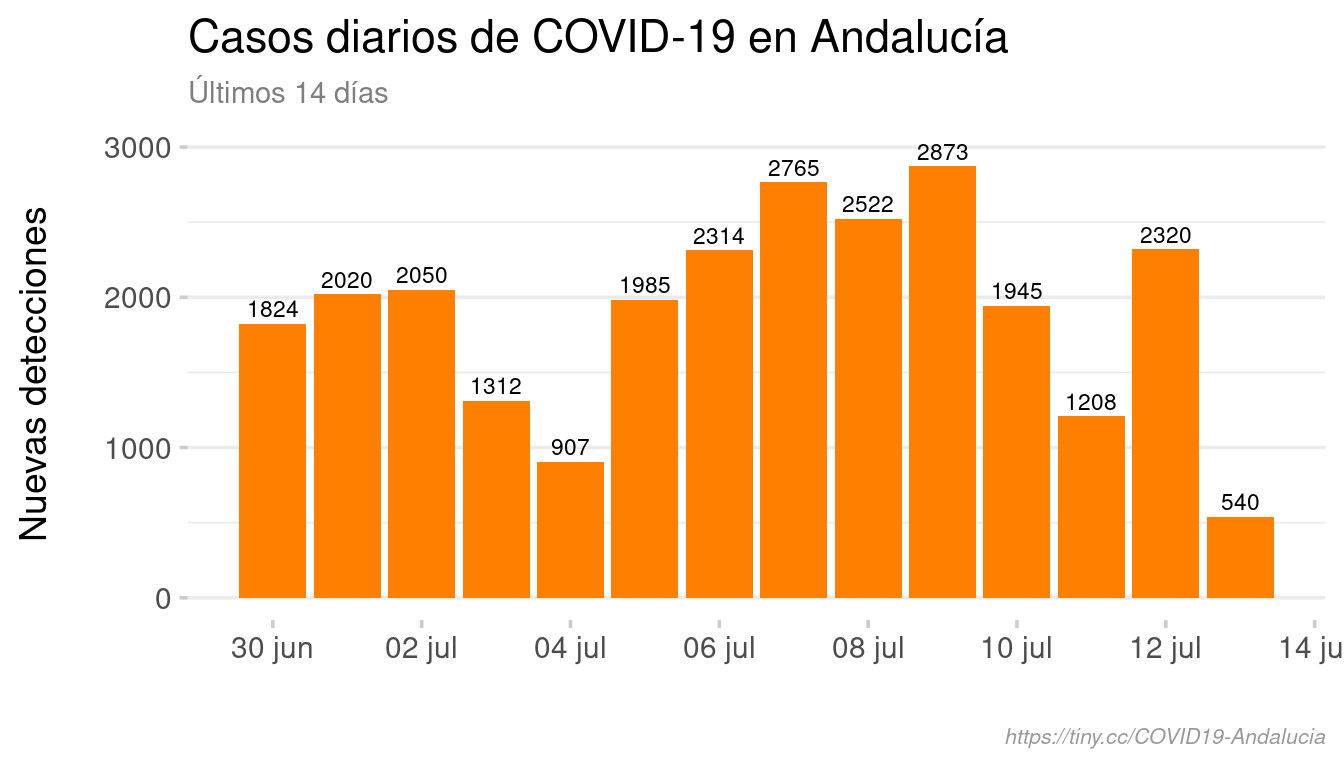 Casos diarios de COVID-19 en Andalucía
Últimos 14 días
Nuevas detecciones
3000
2000
1000
0
1824
2020
2050
1312
907
1985
2314
2765
2522
2873
1945
1208
2320
540
30 jun
02 jul
04 jul
06 jul
08 jul
10 jul
12 jul
14 ju
https://tiny.cc/COVID19-Andalucia